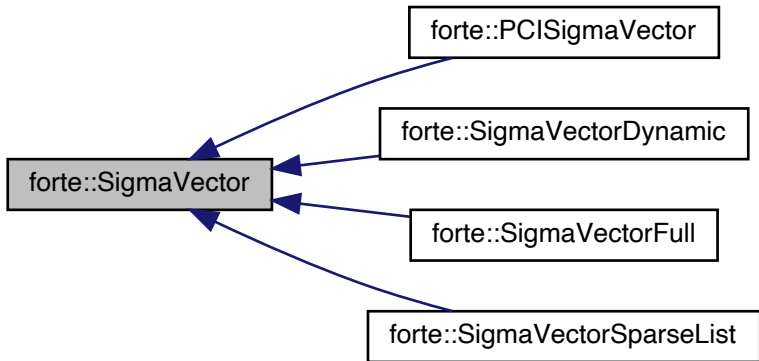 forte::PCISigmaVector
forte::SigmaVectorDynamic
forte::SigmaVector
forte::SigmaVectorFull
forte::SigmaVectorSparseList